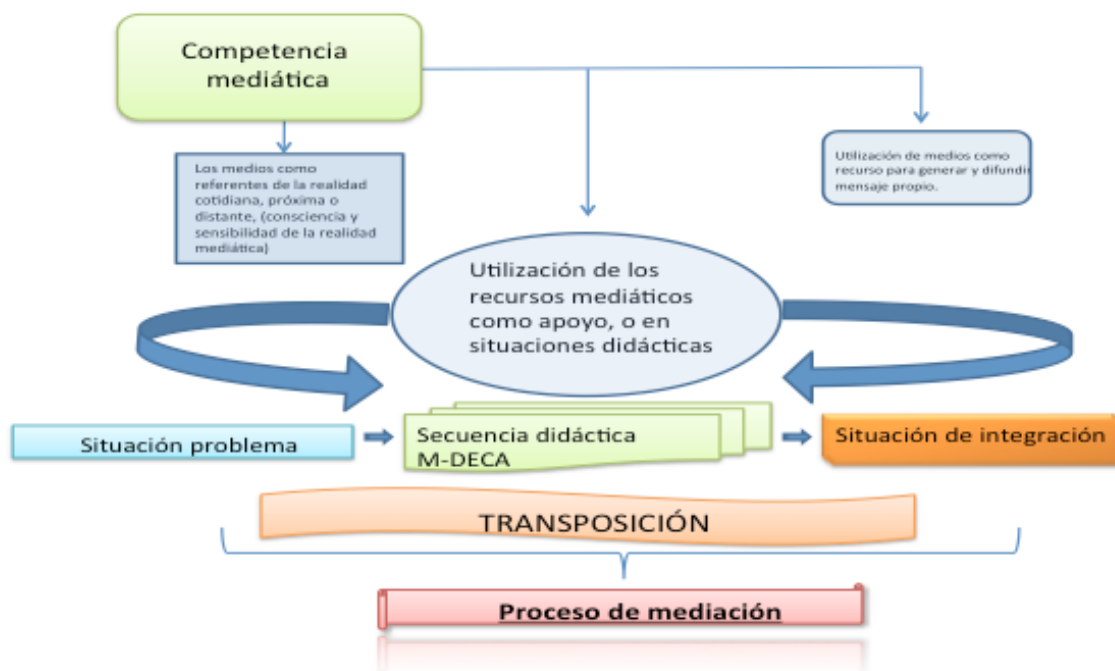 Competencia
mediática
Los medios como
referentes de la realidad
cotidiana, próxima o
distante, (consciencia y
sensibilidad de la realidad
mediática)
Utilización de medios como
recurso para generar y difundir
mensaje propio.
Utilización de los
recursos mediáticos
como apoyo, o en
situaciones didácticas
Situación problema
Secuencia didáctica
M-DECA
Situación de integración
TRANSPOSICIÓN
Proceso de mediación